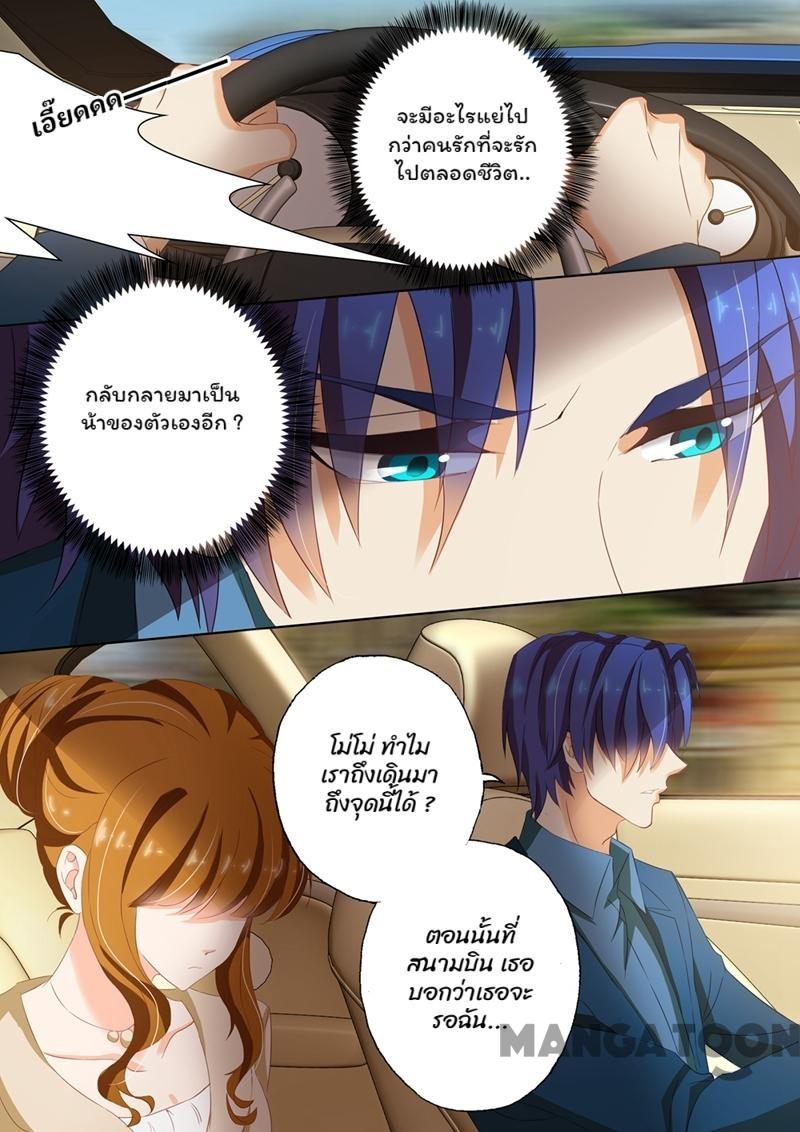 เอี๊ยดดด
จะมีอะไรแย่ไป
กว่าคนรักที่จะรัก
ไปตลอดชีวิต..
กลับกลายมาเป็น
น้าของตัวเองอีก ?
โม่โม่ ทำไม
เราถึงเดินมา
ถึงจุดนี้ได้ ?
ตอนนั้นที่
สนามบิน เธอ
บอกว่าเธอจะ
รอฉัน...
MANGATOON